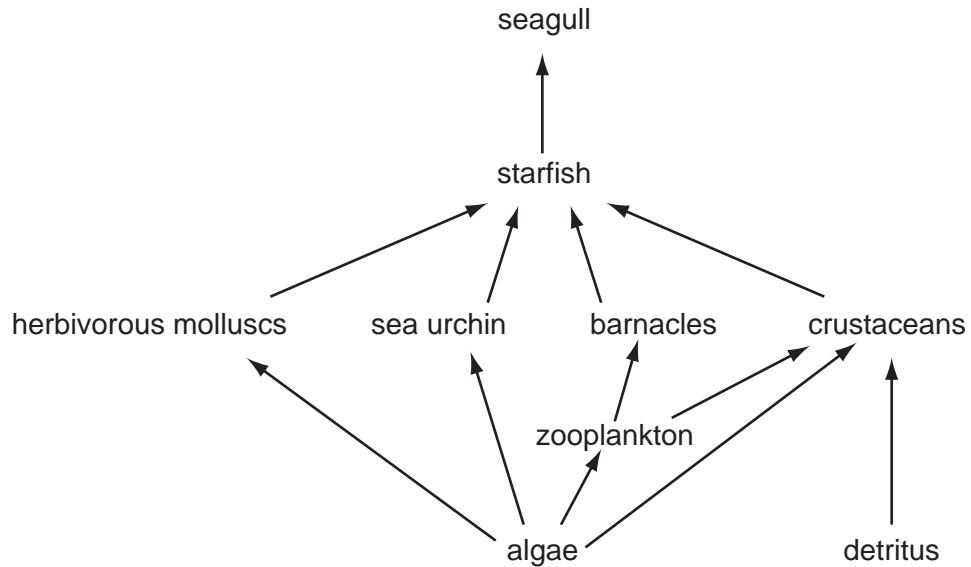 seagull
starfish
herbivorous molluscs sea urchin barnacles crustaceans
zooplankton
algae detritus